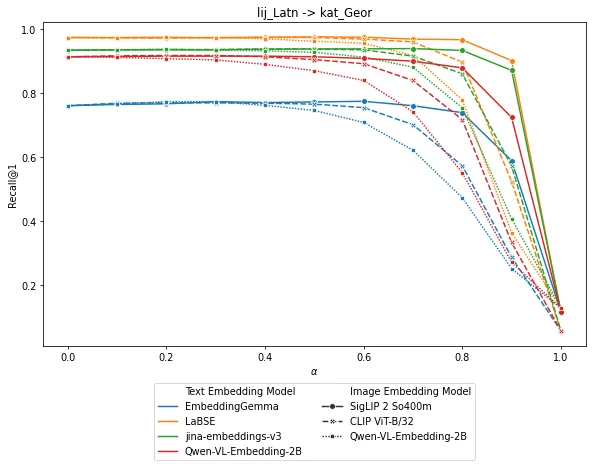 lij_Latn -> kat_Geor
Recall@1
1.0
0.8
0.6
0.4
0.2
0.0 0.2 0.4 0.6 0.8 1.0
α
Text Embedding Model
EmbeddingGemma
LaBSE
jina-embeddings-v3
Qwen-VL-Embedding-2B
Image Embedding Model
SigLIP 2 So400m
CLIP ViT-B/32
Qwen-VL-Embedding-2B